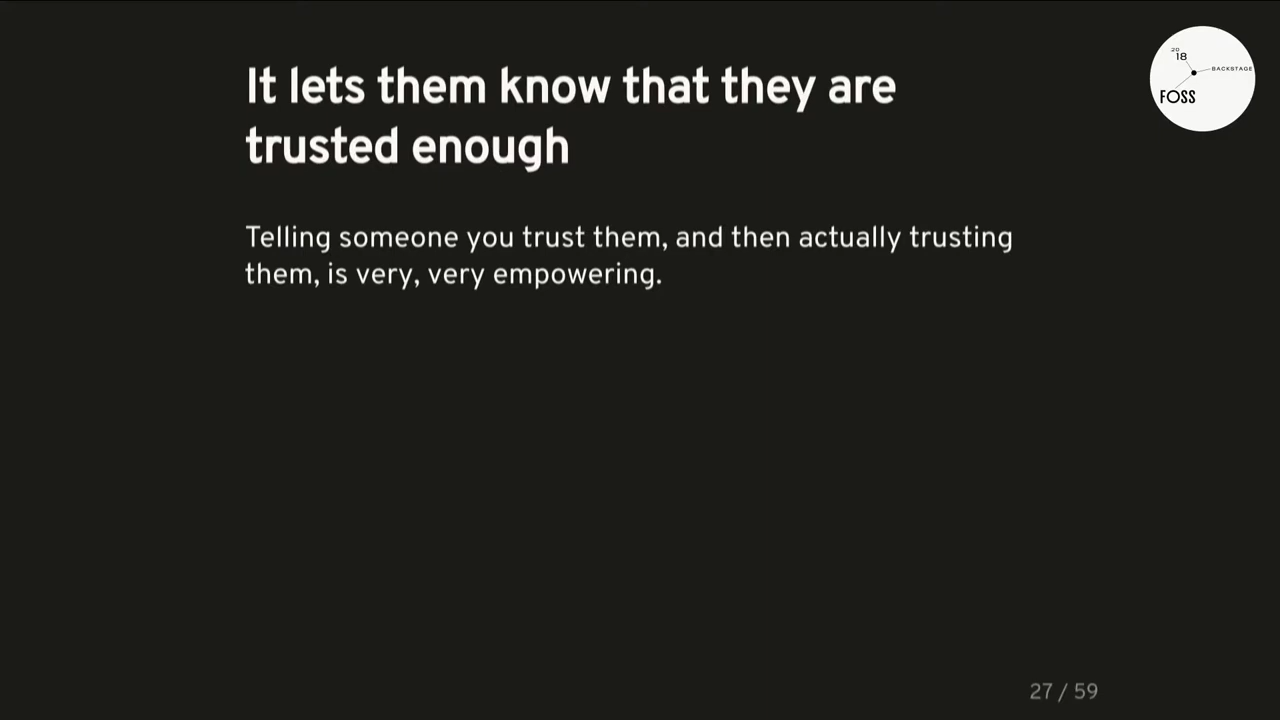 It lets them know that they are
trusted enough
Telling someone you trust them, and then actually trusting
them, is very, very empowering.
20
18
BACKSTAGE
FOSS
27 / 59